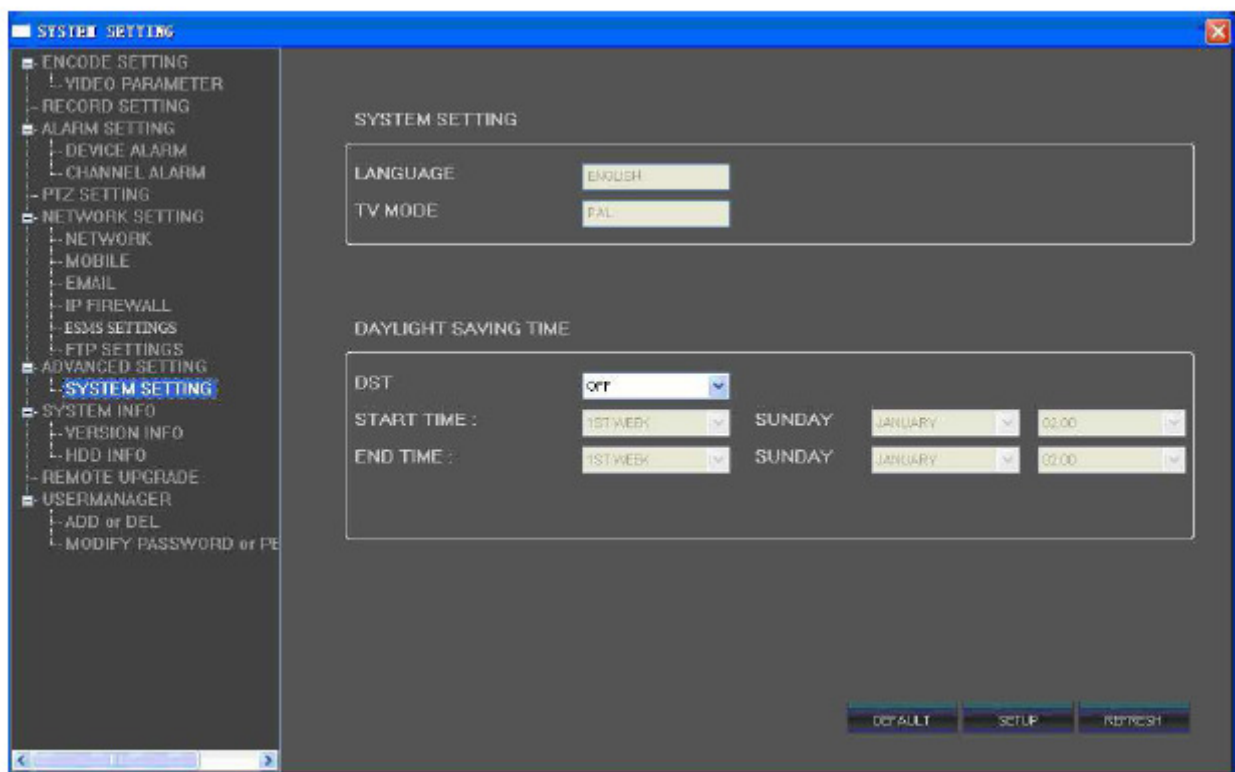 SYSTEM SETTING
ENCODE SETTING
VIDEO PARAMETER
RECORD SETTING
ALARM SETTING
DEVICE ALARM
CHANNEL ALARM
PTZ SETTING
NETWORK SETTING
NETWORK
MOBILE
EMAIL
IP FIREWALL
ESMS SETTINGS
FTP SETTINGS
ADVANCED SETTING
SYSTEM SETTING
SYSTEM INFO
VERSION INFO
HDD INFO
REMOTE UPGRADE
USERMANAGER
ADD or DEL
MODIFY PASSWORD or PE
SYSTEM SETTING
LANGUAGE ENGLISH
TV MODE PAL
DAYLIGHT SAVING TIME
DST OFF
START TIME : 1ST WEEK SUNDAY JANUARY 02:00
END TIME : 1ST WEEK SUNDAY JANUARY 02:00
DEFAULT SETUP REFRESH